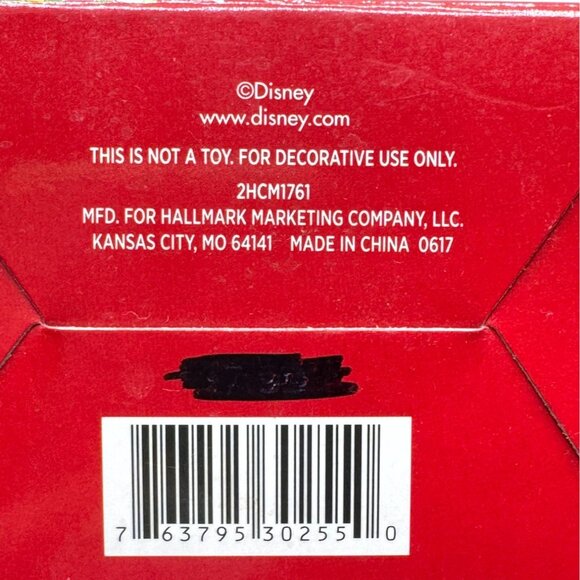 ©Disney
www.disney.com
THIS IS NOT A TOY. FOR DECORATIVE USE ONLY.
2HCM1761
MFD. FOR HALLMARK MARKETING COMPANY, LLC.
KANSAS CITY, MO 64141 MADE IN CHINA 0617
7 63795 30255 0